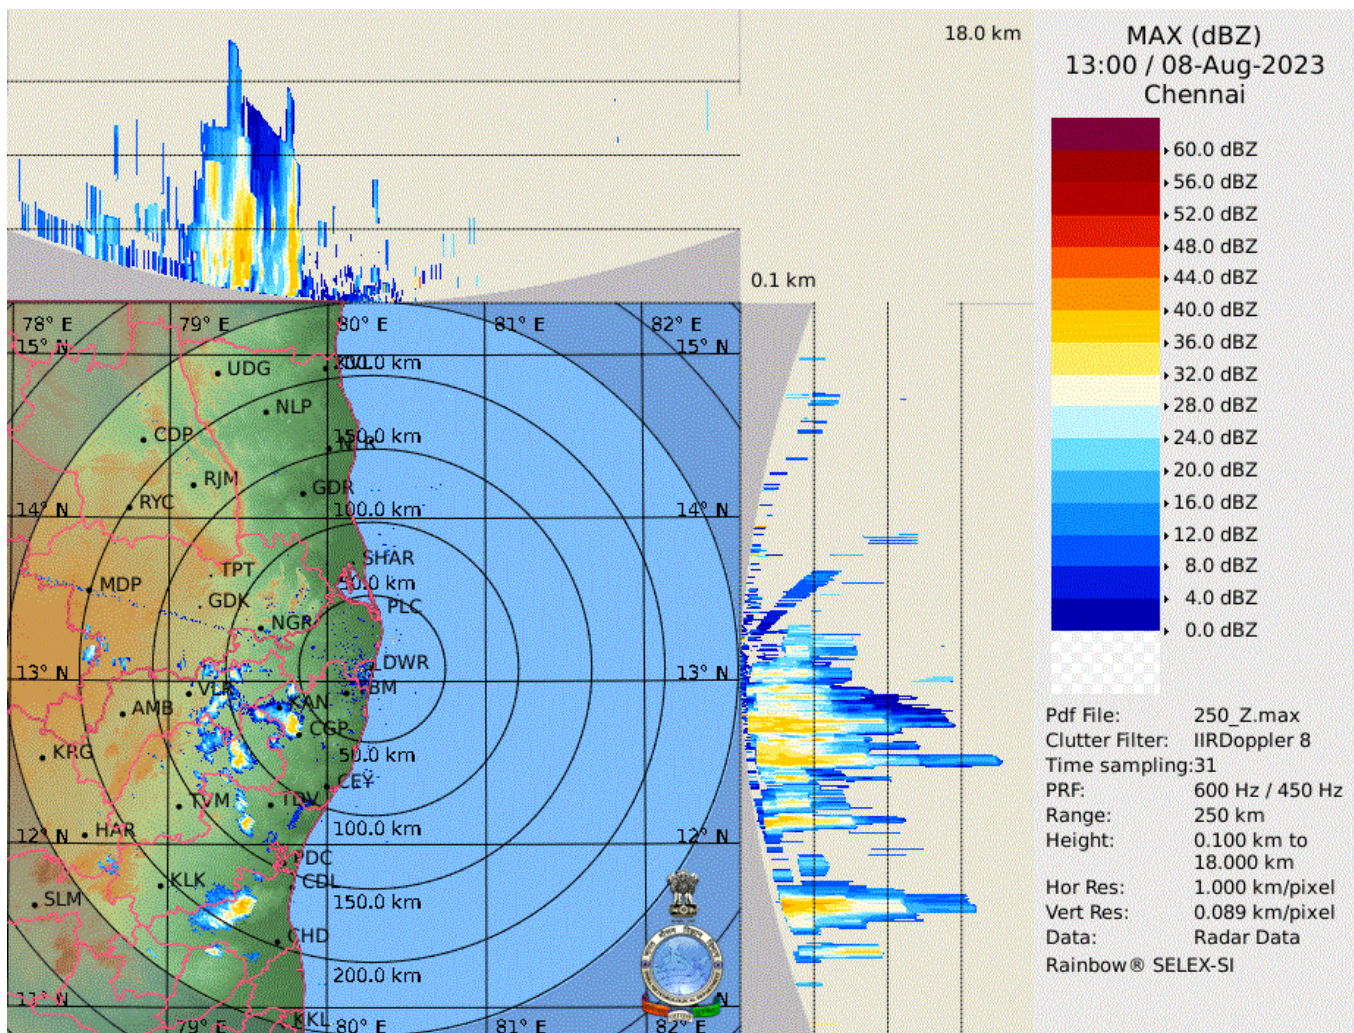 18.0 km
0.1 km
MAX (dBZ)
13:00 / 08-Aug-2023
Chennai
60.0 dBZ
56.0 dBZ
52.0 dBZ
48.0 dBZ
44.0 dBZ
40.0 dBZ
36.0 dBZ
32.0 dBZ
28.0 dBZ
24.0 dBZ
20.0 dBZ
16.0 dBZ
12.0 dBZ
8.0 dBZ
4.0 dBZ
0.0 dBZ
Pdf File: 250_Z.max
Clutter Filter: IIRDoppler 8
Time sampling:31
PRF: 600 Hz / 450 Hz
Range: 250 km
Height: 0.100 km to
18.000 km
Hor Res: 1.000 km/pixel
Vert Res: 0.089 km/pixel
Data: Radar Data
Rainbow® SELEX-SI
78° E 79° E 80° E 81° E 82° E
15° N 15° N
200.0 km
UDG
NLP
CDP
150.0 km
RJM
GDR
RYC
100.0 km
14° N 14° N
SHAR
TPT
50.0 km
MDP
GDK
PLC
NGR
DWR
13° N 13° N
VLR
KAN
AMB
CGP
KRG
50.0 km
TVM
TDV
HAR
100.0 km
12° N 12° N
PDC
KLK
CDL
SLM
150.0 km
CHD
200.0 km
11° N 11° N
KKL
79° E 80° E 81° E 82° E